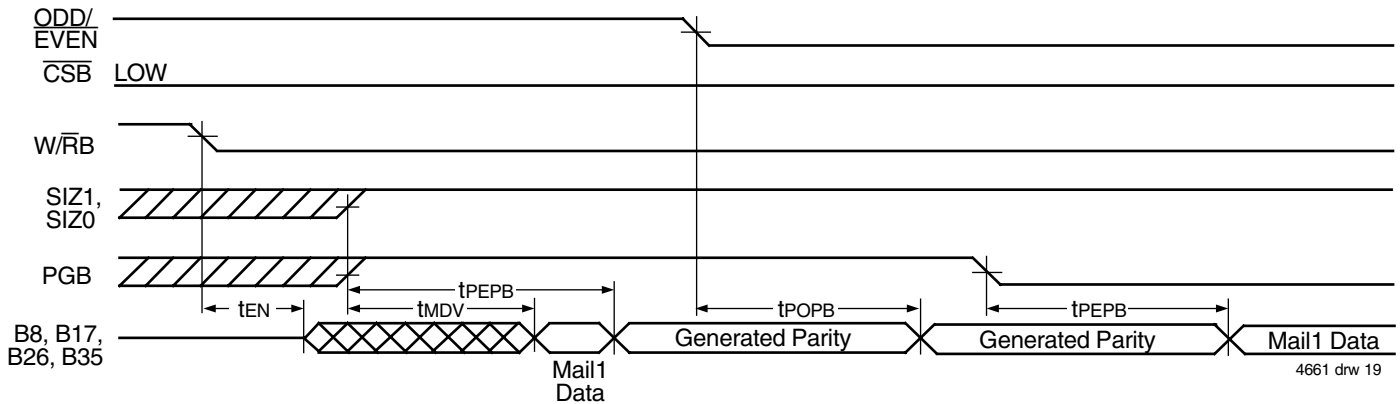 ODD/
EVEN
CSB LOW
W/RB
SIZ1,
SIZ0
PGB
tEN
tPEPB
tMDV
tPOPB
tPEPB
B8, B17,
B26, B35
Mail1
Data
Generated Parity
Generated Parity
Mail1 Data
4661 drw 19